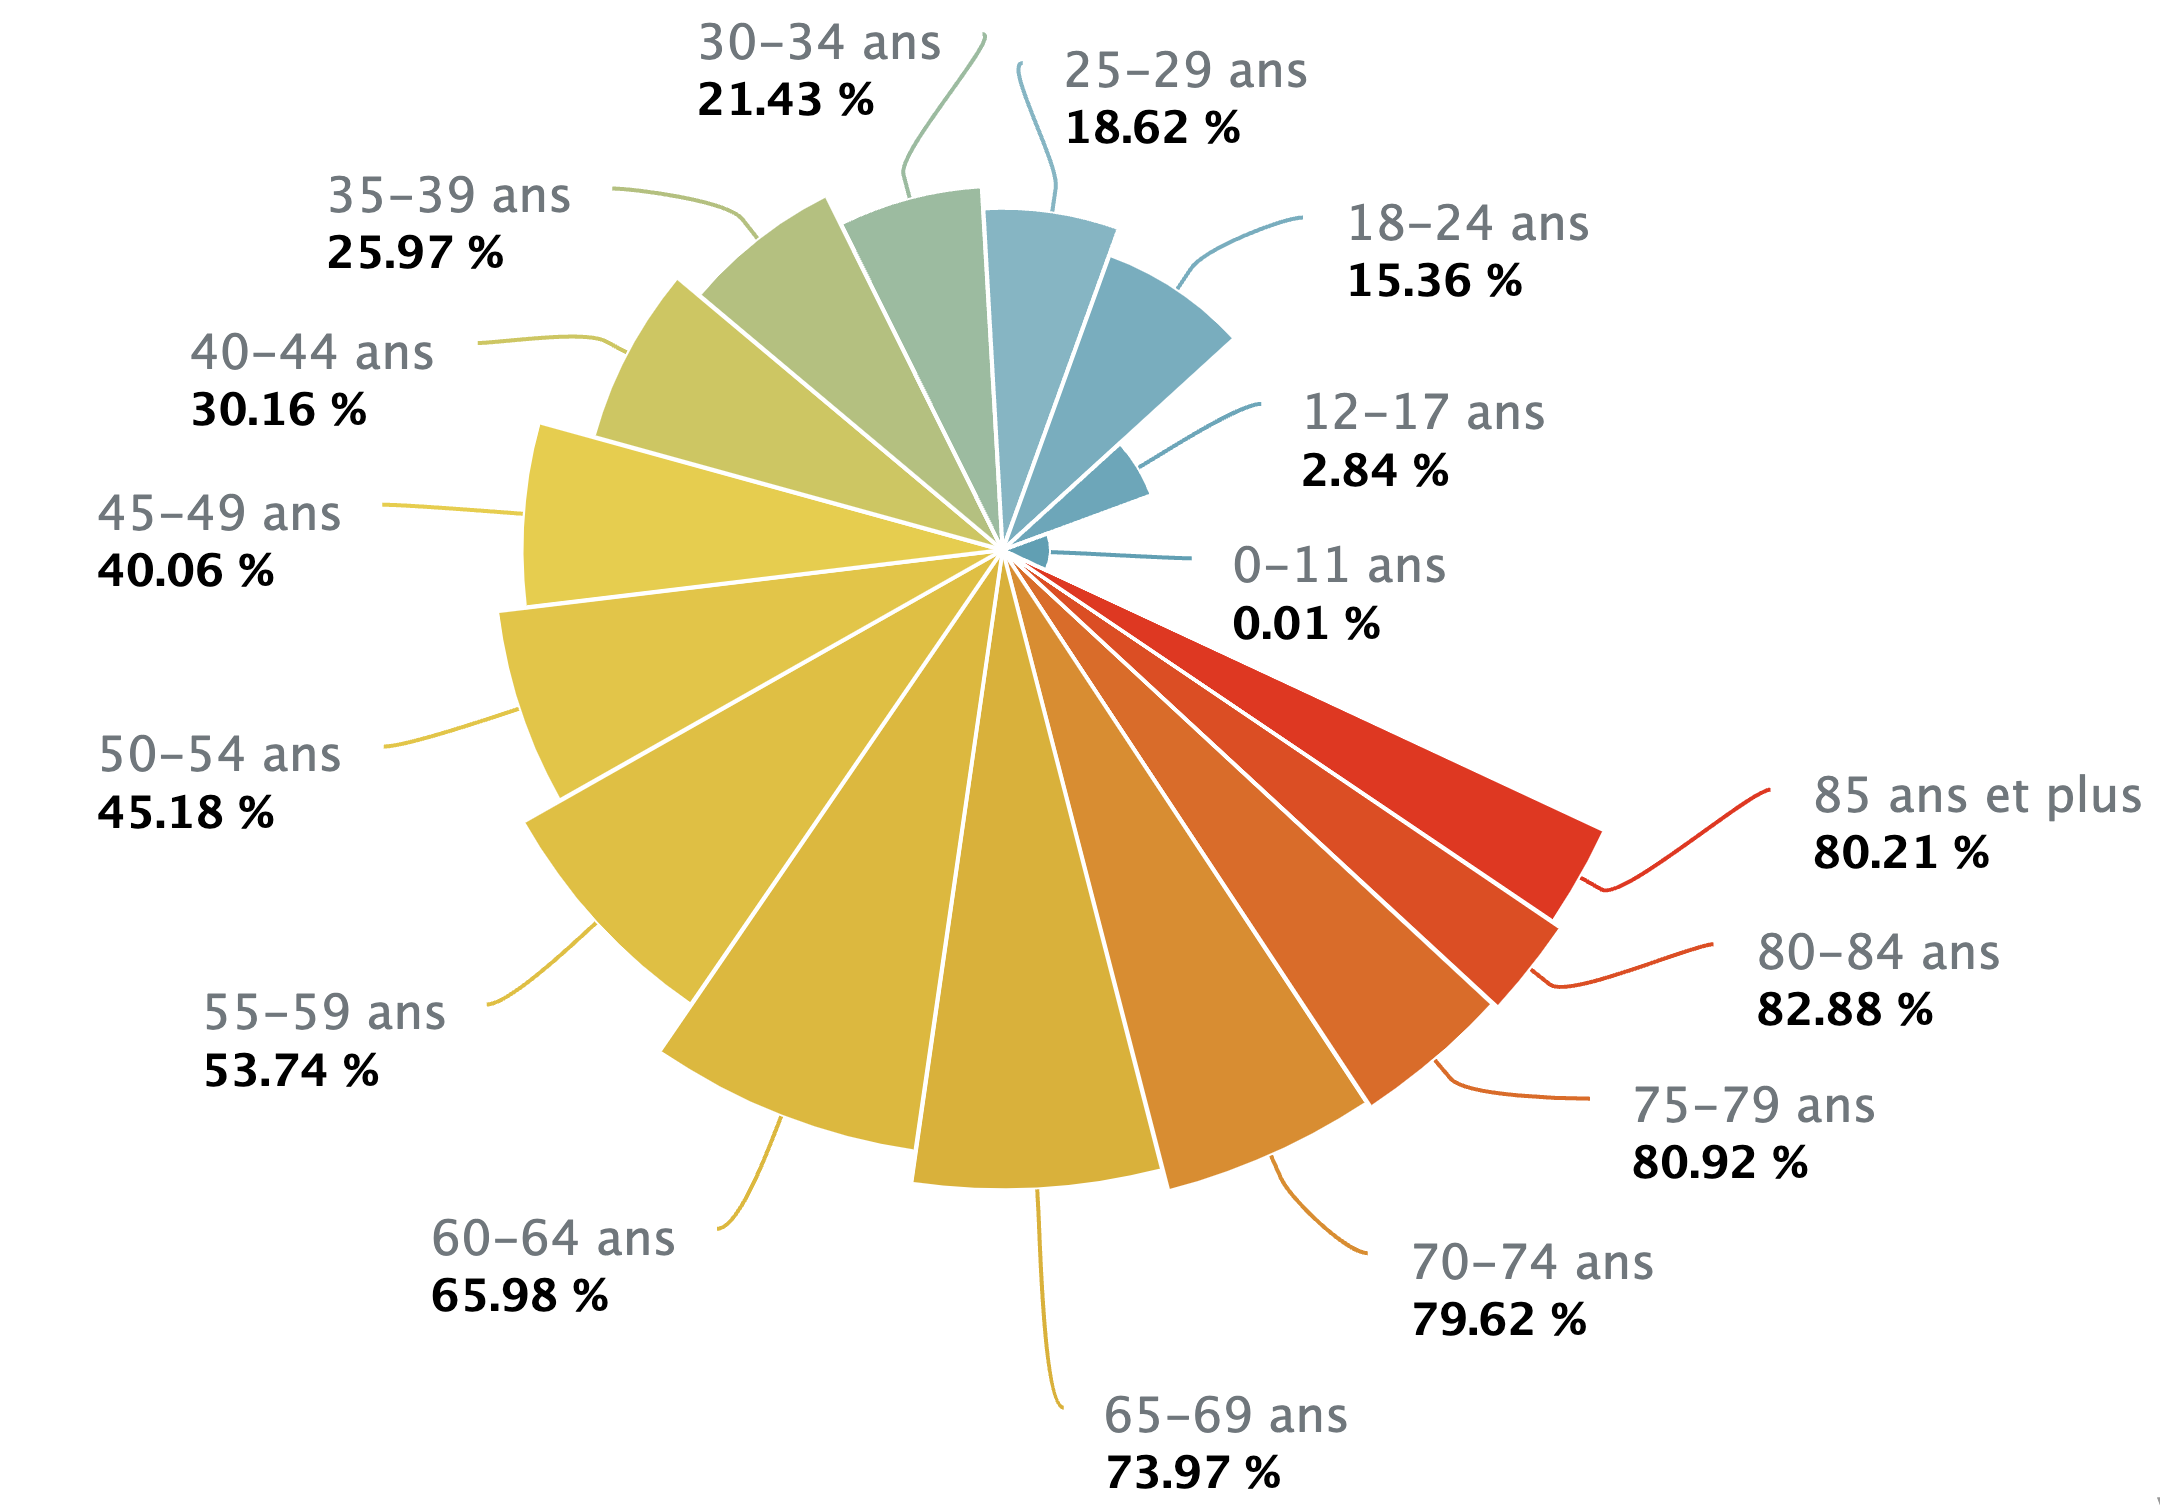 30–34 ans
21.43 %
25–29 ans
18.62 %
35–39 ans
25.97 %
18–24 ans
15.36 %
40–44 ans
30.16 %
12–17 ans
2.84 %
45–49 ans
40.06 %
0–11 ans
0.01 %
50–54 ans
45.18 %
85 ans et plus
80.21 %
80–84 ans
82.88 %
55–59 ans
53.74 %
75–79 ans
80.92 %
60–64 ans
65.98 %
70–74 ans
79.62 %
65–69 ans
73.97 %